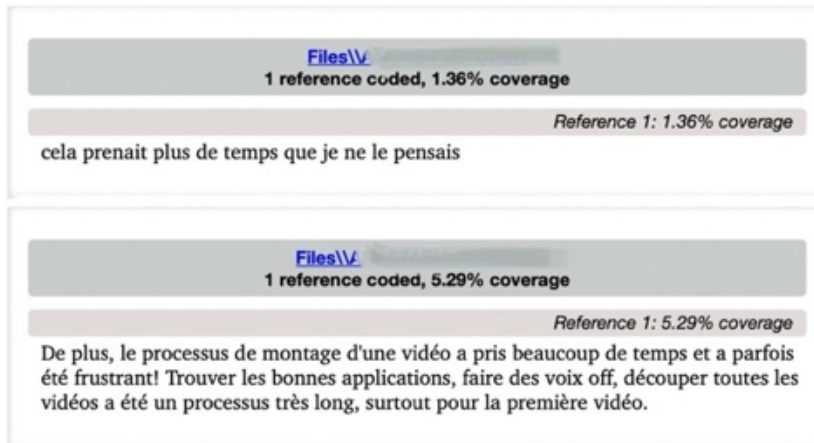 Files\\
1 reference coded, 1.36% coverage
Reference 1: 1.36% coverage
cela prenait plus de temps que je ne le pensais
Files\\
1 reference coded, 5.29% coverage
Reference 1: 5.29% coverage
De plus, le processus de montage d'une vidéo a pris beaucoup de temps et a parfois
été frustrant! Trouver les bonnes applications, faire des voix off, découper toutes les
vidéos a été un processus très long, surtout pour la première vidéo.